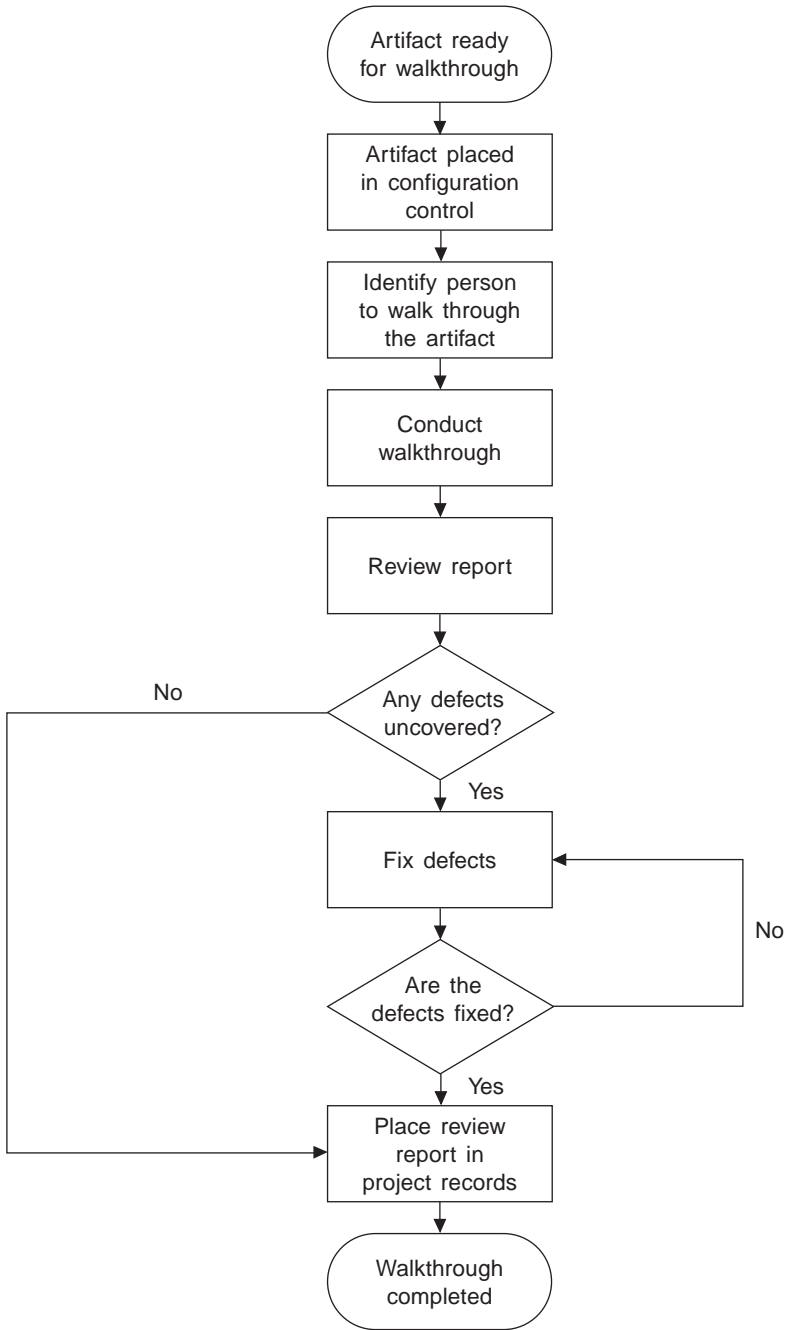 Artifact ready
for walkthrough
Artifact placed
in configuration
control
Identify person
to walk through
the artifact
Conduct
walkthrough
Review report
No
Any defects
uncovered?
Yes
Fix defects
No
Are the
defects fixed?
Yes
Place review
report in
project records
Walkthrough
completed